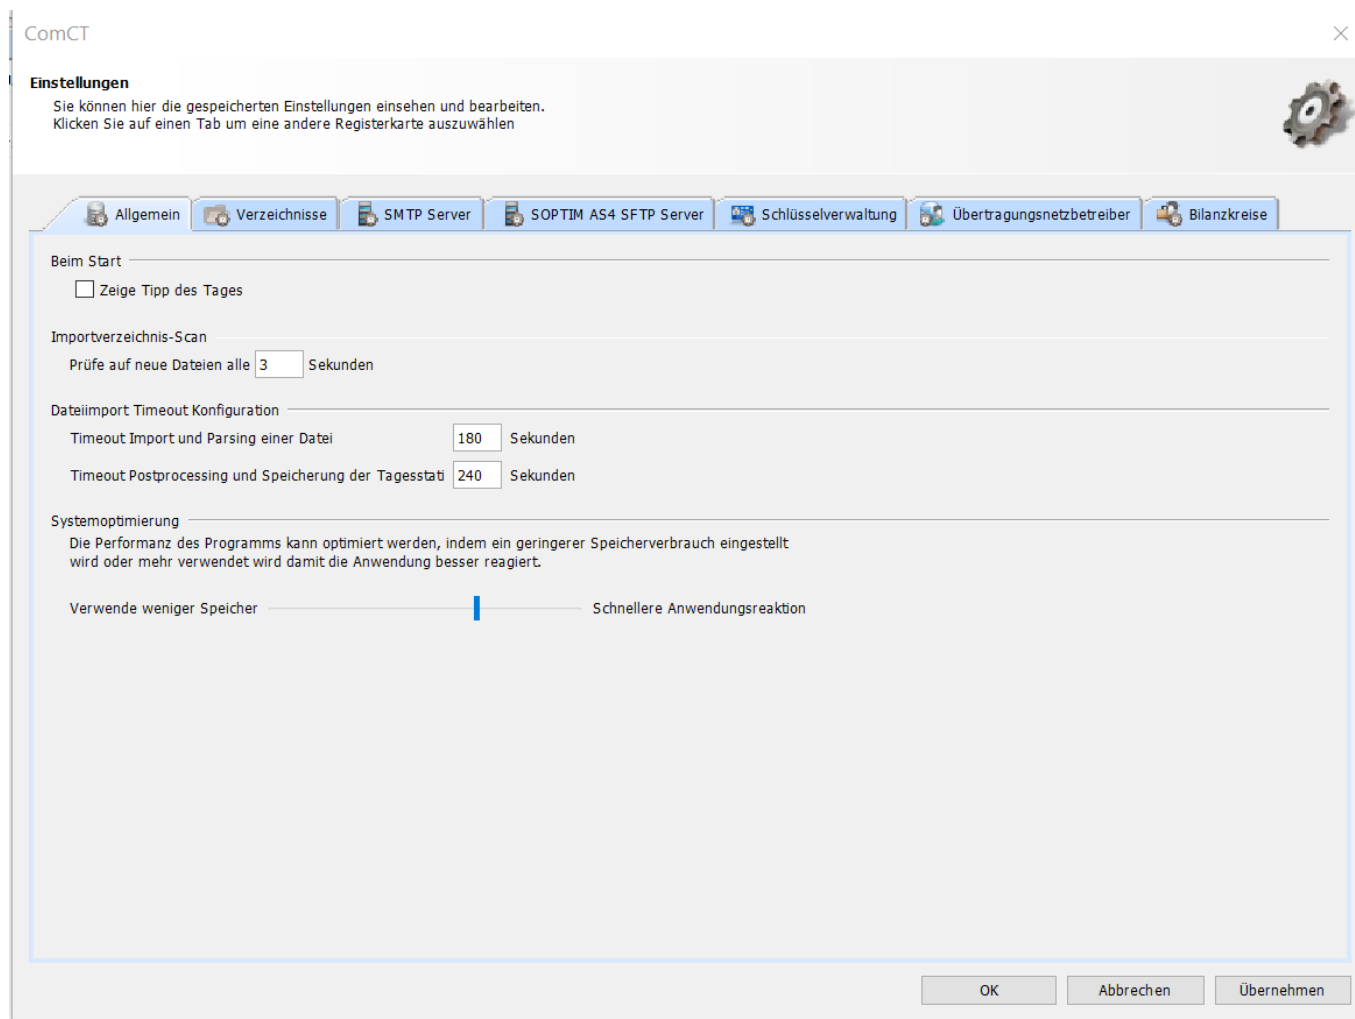 ComCT
Einstellungen
Sie können hier die gespeicherten Einstellungen einsehen und bearbeiten.
Klicken Sie auf einen Tab um eine andere Registerkarte auszuwählen
Allgemein Verzeichnisse SMTP Server SOPTIM AS4 SFTP Server Schlüsselverwaltung Übertragungsnetzbetreiber Bilanzkreise
Beim Start
Zeige Tipp des Tages
Importverzeichnis-Scan
Prüfe auf neue Dateien alle 3 Sekunden
Dateiimport Timeout Konfiguration
Timeout Import und Parsing einer Datei 180 Sekunden
Timeout Postprocessing und Speicherung der Tagesstati 240 Sekunden
Systemoptimierung
Die Performanz des Programms kann optimiert werden, indem ein geringerer Speicherverbrauch eingestellt
wird oder mehr verwendet wird damit die Anwendung besser reagiert.
Verwende weniger Speicher Schnellere Anwendungsreaktion
OK Abbrechen Übernehmen